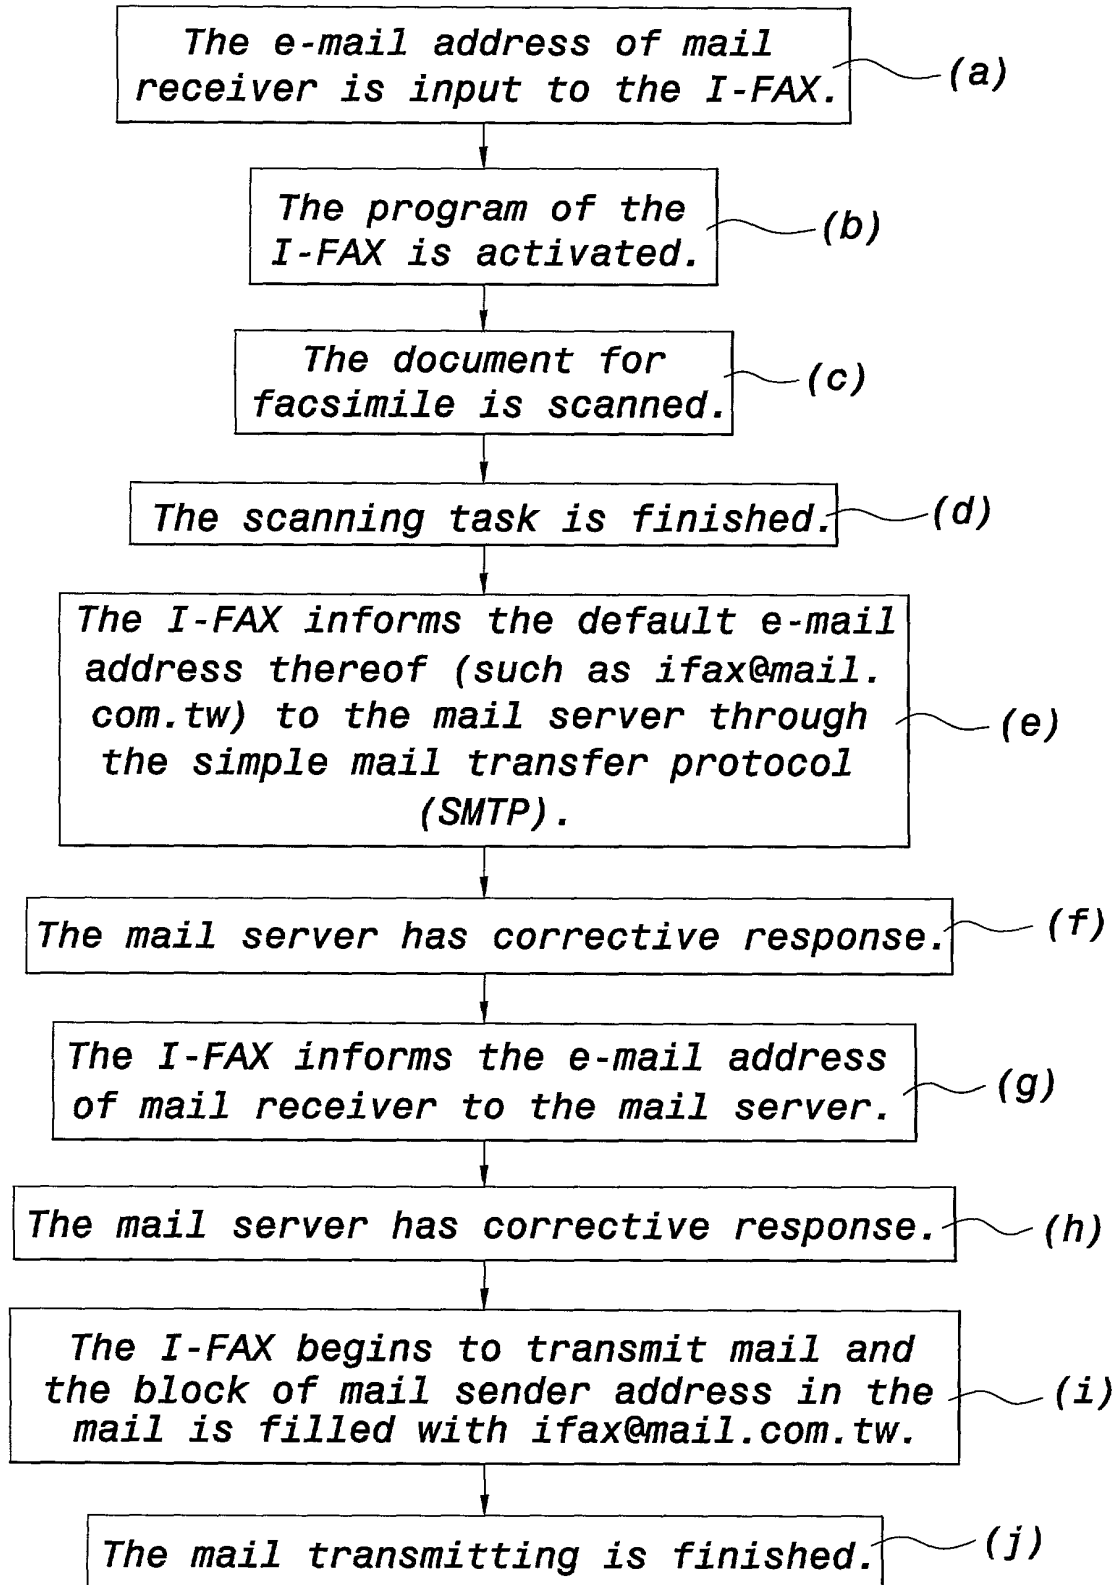 The e-mail address of mail
receiver is input to the I-FAX.
(a)
The program of the
I-FAX is activated.
(b)
The document for
facsimile is scanned.
(c)
The scanning task is finished.
(d)
The I-FAX informs the default e-mail
address thereof (such as ifax@mail.
com.tw) to the mail server through
the simple mail transfer protocol
(SMTP).
(e)
The mail server has corrective response.
(f)
The I-FAX informs the e-mail address
of mail receiver to the mail server.
(g)
The mail server has corrective response.
(h)
The I-FAX begins to transmit mail and
the block of mail sender address in the
mail is filled with ifax@mail.com.tw.
(i)
The mail transmitting is finished.
(j)